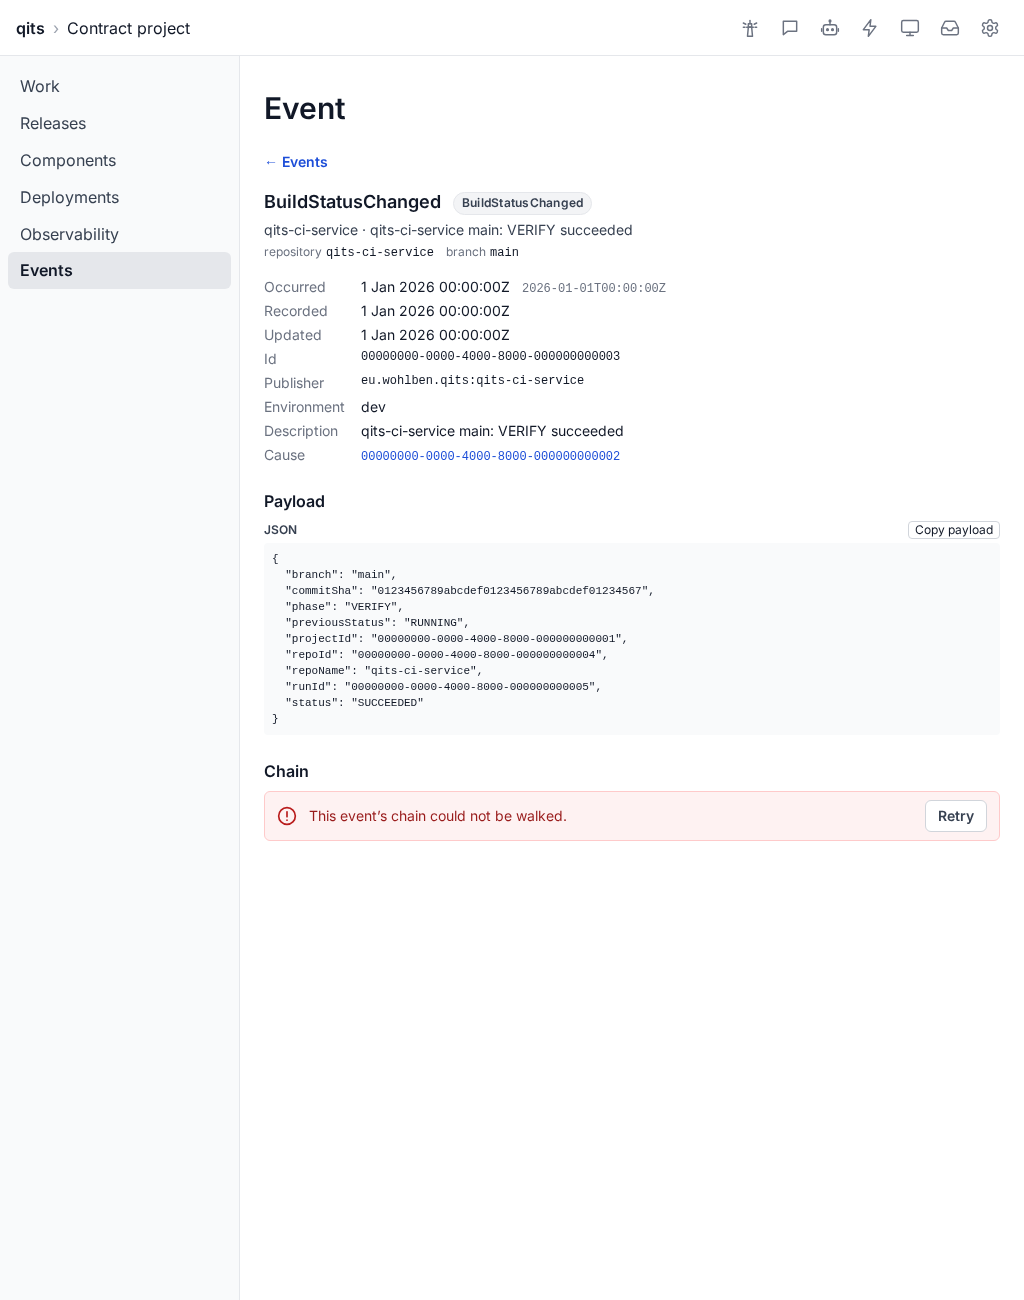 qits › Contract project
Work
Releases
Components
Deployments
Observability
Events
Event
← Events
BuildStatusChanged BuildStatusChanged
qits-ci-service · qits-ci-service main: VERIFY succeeded
repository qits-ci-service branch main
Occurred 1 Jan 2026 00:00:00Z 2026-01-01T00:00:00Z
Recorded 1 Jan 2026 00:00:00Z
Updated 1 Jan 2026 00:00:00Z
Id 00000000-0000-4000-8000-000000000003
Publisher eu.wohlben.qits:qits-ci-service
Environment dev
Description qits-ci-service main: VERIFY succeeded
Cause 00000000-0000-4000-8000-000000000002
Payload
JSON Copy payload
{
  "branch": "main",
  "commitSha": "0123456789abcdef0123456789abcdef01234567",
  "phase": "VERIFY",
  "previousStatus": "RUNNING",
  "projectId": "00000000-0000-4000-8000-000000000001",
  "repoId": "00000000-0000-4000-8000-000000000004",
  "repoName": "qits-ci-service",
  "runId": "00000000-0000-4000-8000-000000000005",
  "status": "SUCCEEDED"
}
Chain
This event’s chain could not be walked. Retry